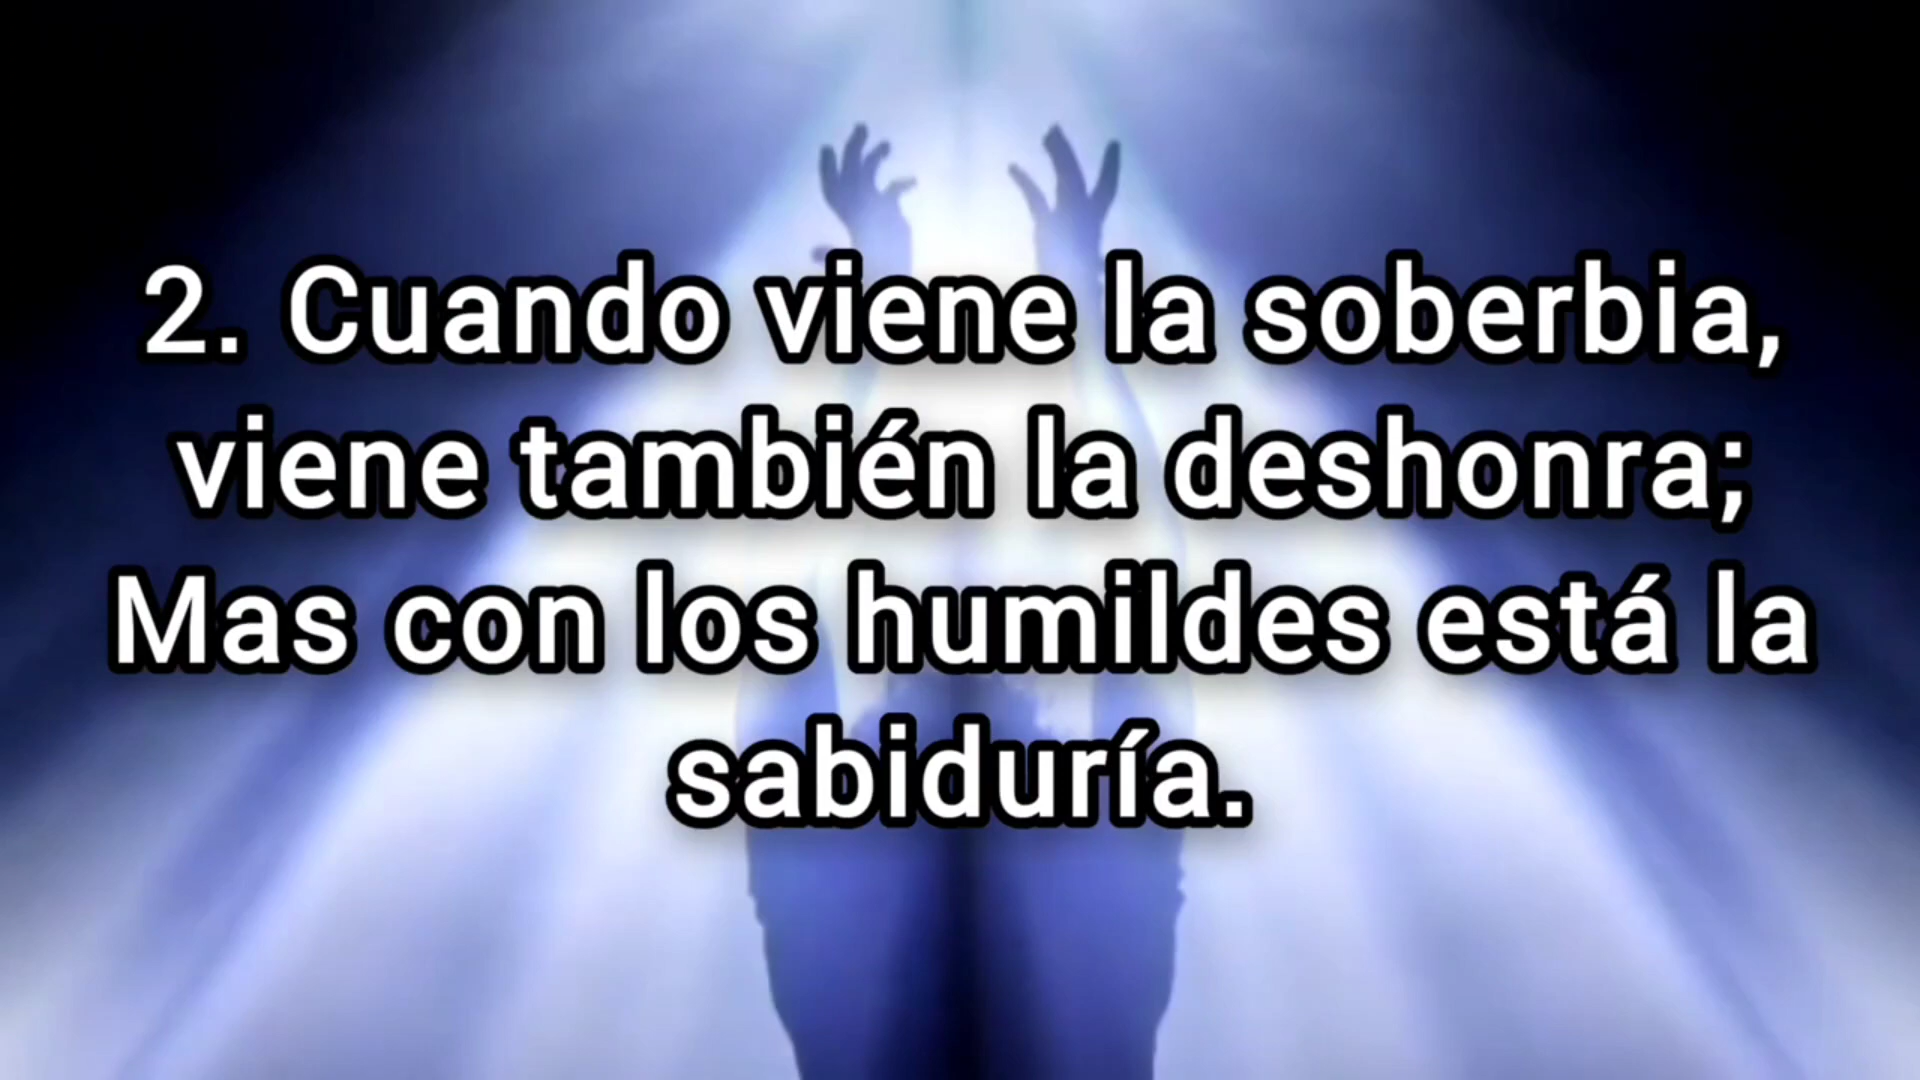 2. Cuando viene la soberbia,
viene también la deshonra;
Mas con los humildes está la
sabiduría.